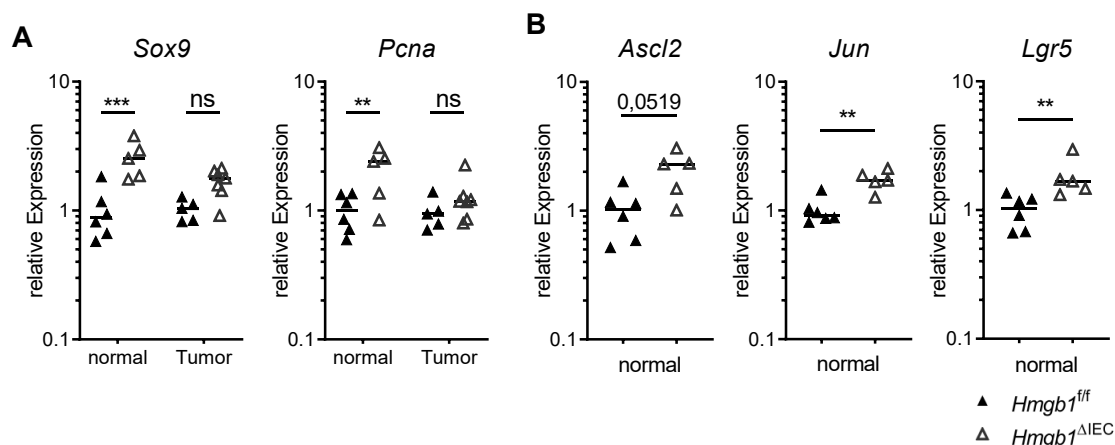 A
Sox9
relative Expression
10
1
0.1
***
ns
normal
Tumor
Pcna
relative Expression
10
1
0.1
**
ns
normal
Tumor
B
Ascl2
relative Expression
10
1
0.1
0,0519
normal
Jun
relative Expression
10
1
0.1
**
normal
Lgr5
relative Expression
10
1
0.1
**
normal
▲ Hmgb1f/f
△ Hmgb1ΔIEC